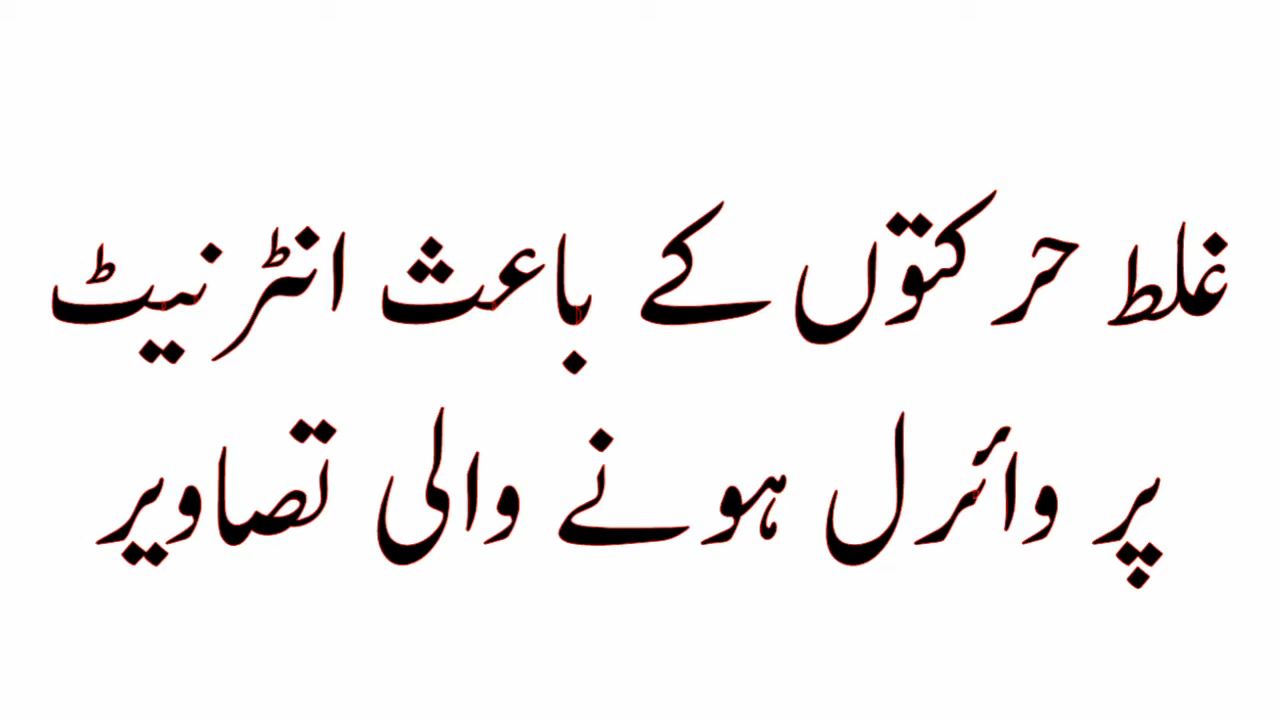 غلط حرکتوں کے باعث انٹرنیٹ
پر وائرل ہونے والی تصاویر